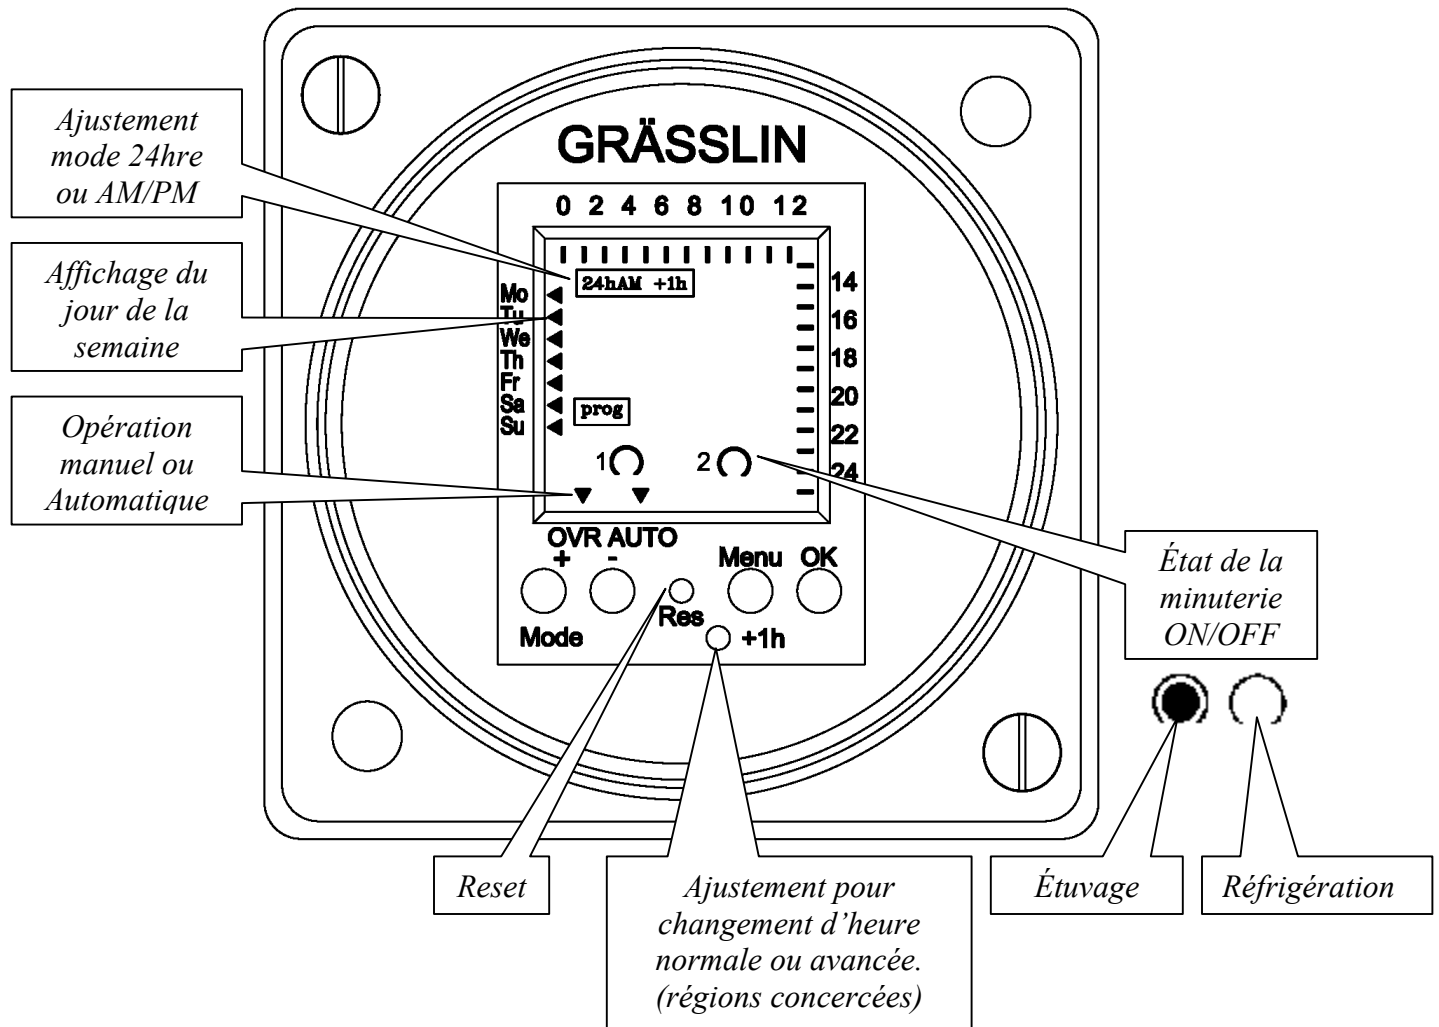 Ajustement
mode 24hre
ou AM/PM
Affichage du
jour de la
semaine
Opération
manuel ou
Automatique
GRÄSSLIN
0 2 4 6 8 10 12
24hAM +1h
14
16
18
20
22
24
Mo
Tu
We
Th
Fr
Sa
Su
prog
1
2
OVR AUTO
+ -
Menu OK
Res
Mode
+1h
État de la
minuterie
ON/OFF
Reset
Ajustement pour
changement d’heure
normale ou avancée.
(régions concercées)
Étuvage
Réfrigération